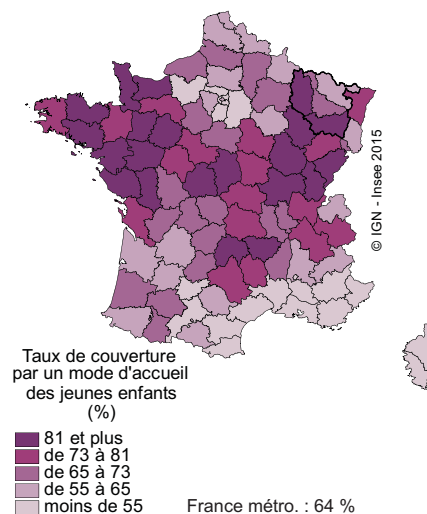 © IGN - Insee 2015
Taux de couverture
par un mode d'accueil
des jeunes enfants
(%)
81 et plus
de 73 à 81
de 65 à 73
de 55 à 65
moins de 55
France métro. : 64 %